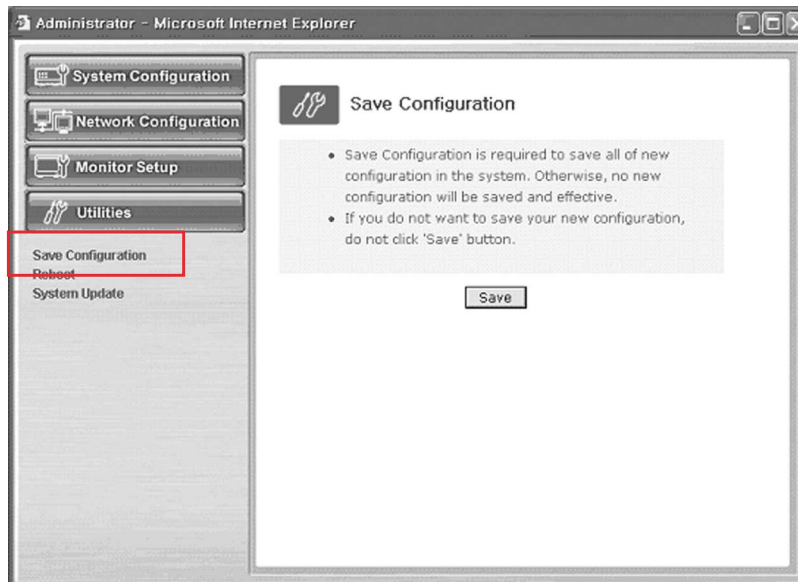 Administrator - Microsoft Internet Explorer
System Configuration
Network Configuration
Monitor Setup
Utilities
Save Configuration
Reboot
System Update
Save Configuration
• Save Configuration is required to save all of new
configuration in the system. Otherwise, no new
configuration will be saved and effective.
• If you do not want to save your new configuration,
do not click 'Save' button.
Save